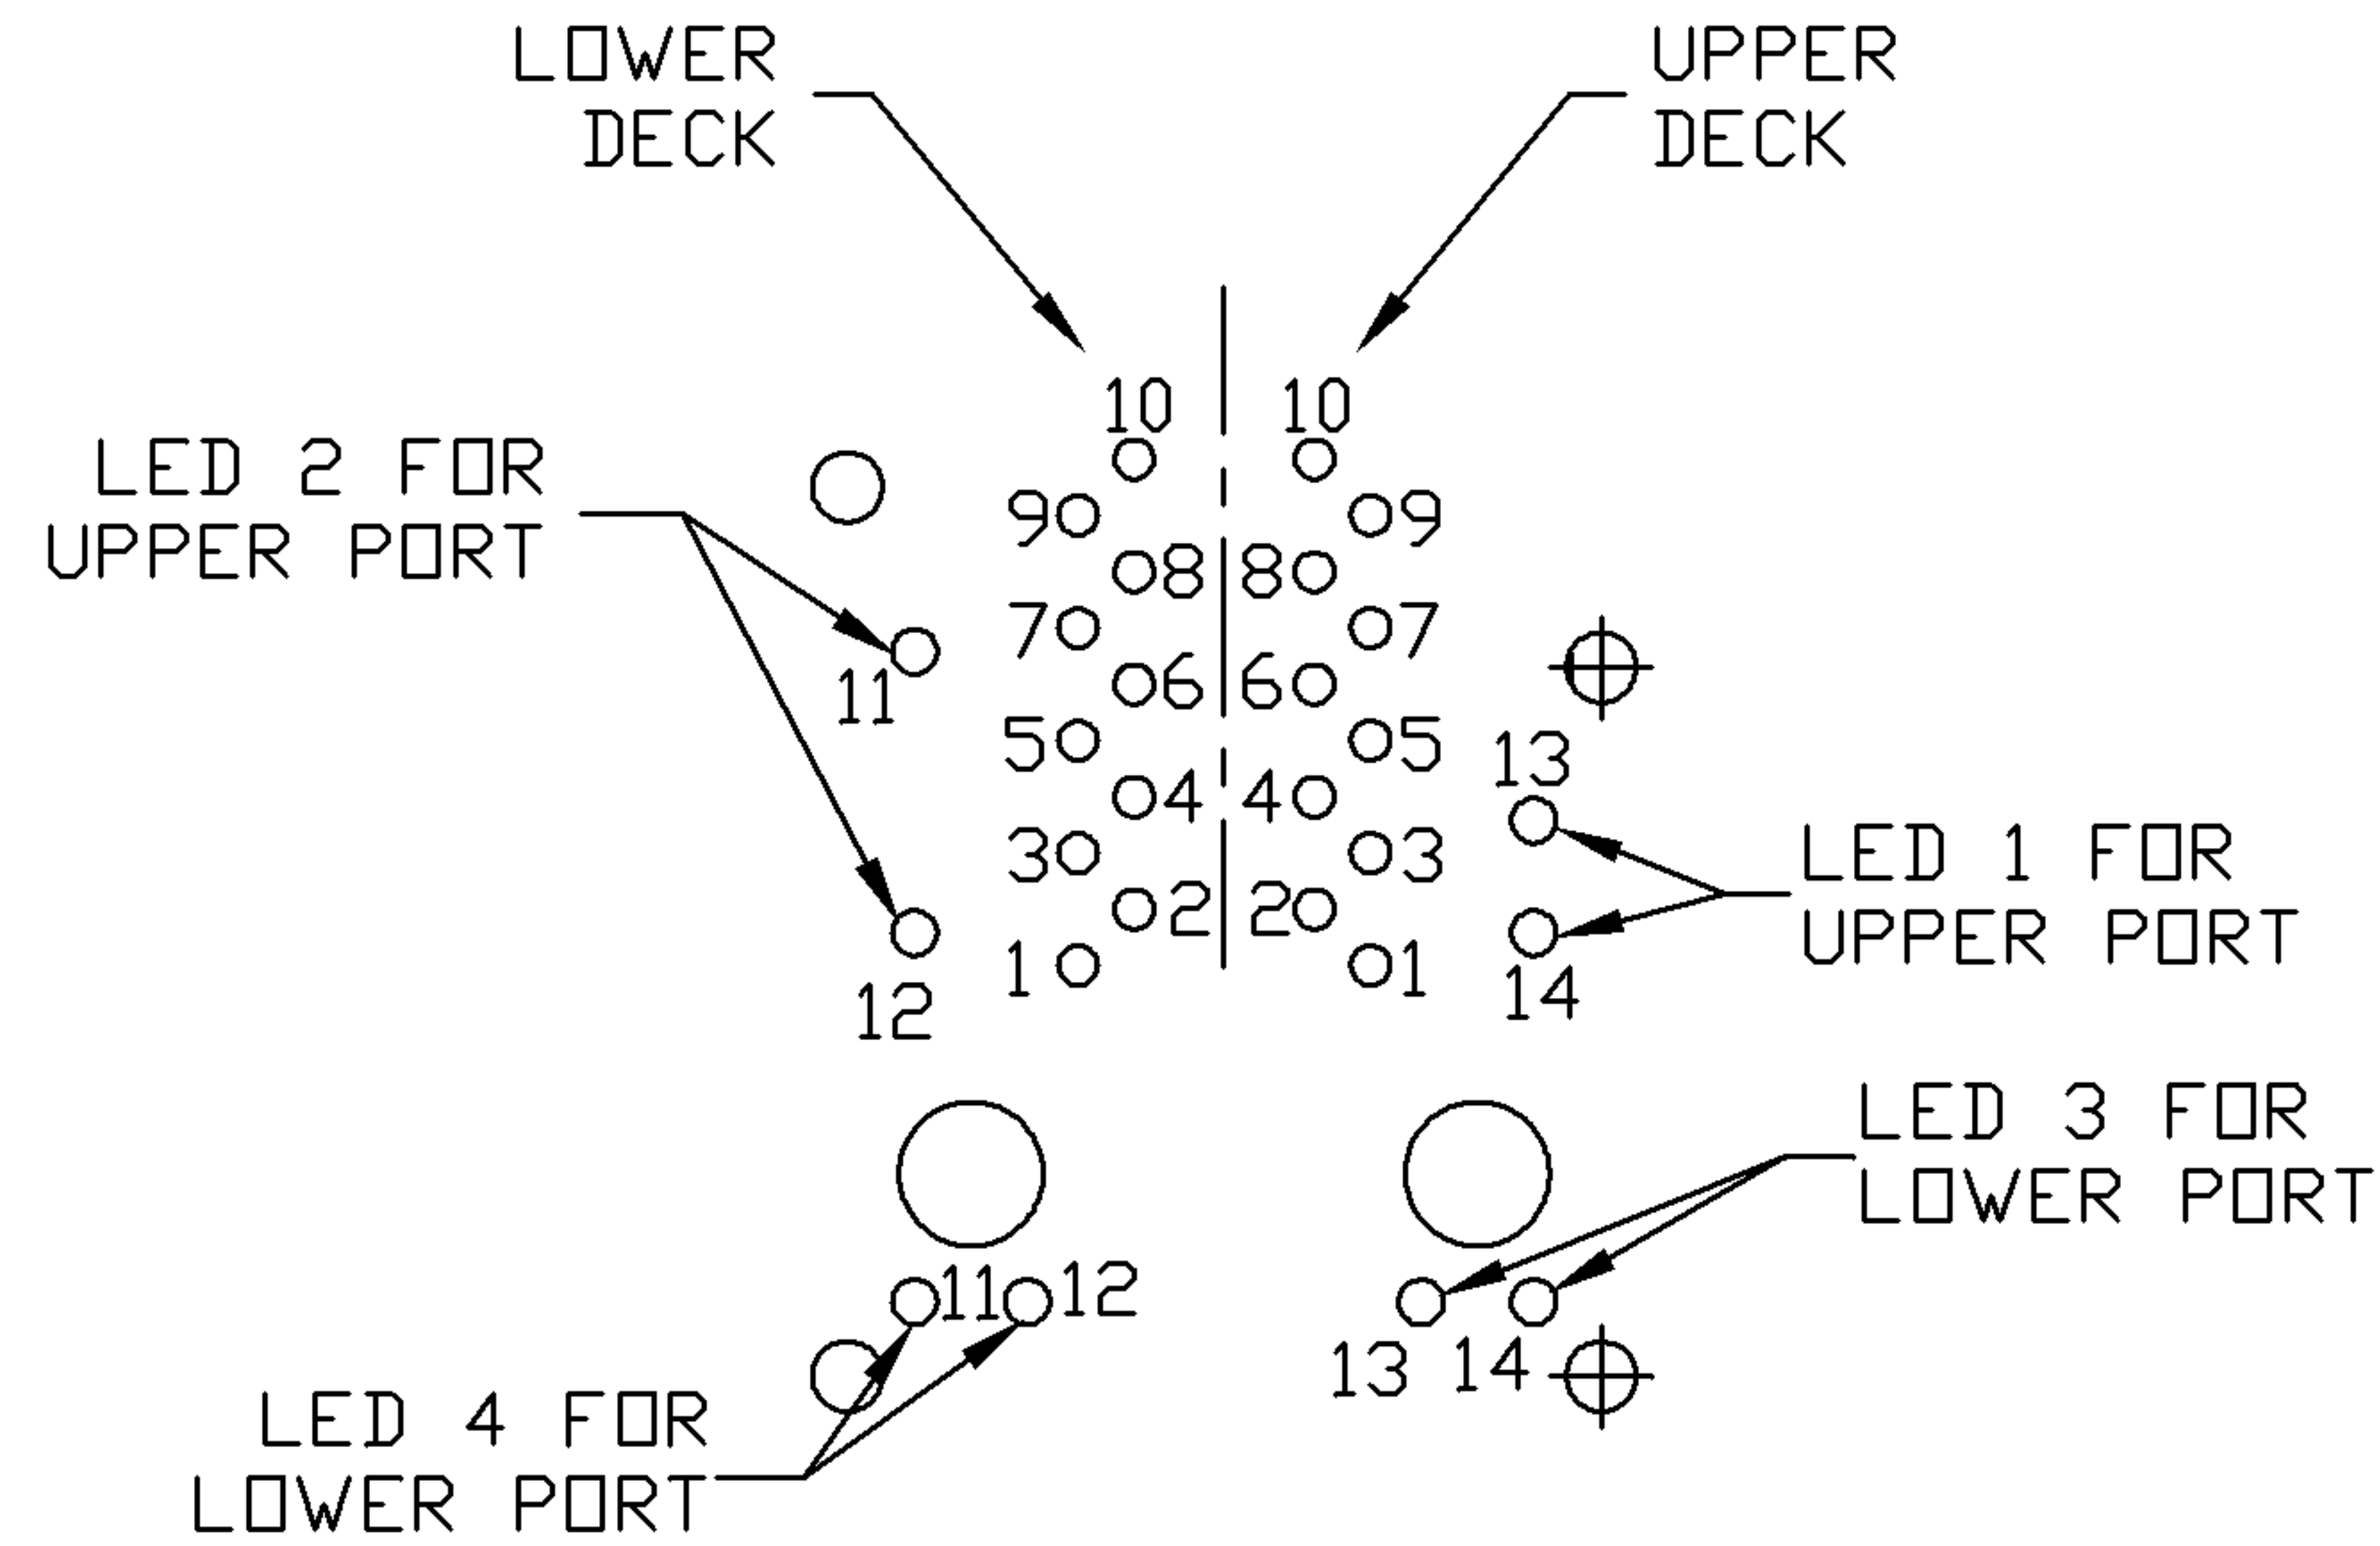 LOWER
DECK
UPPER
DECK
10 10
LED 2 FOR
UPPER PORT
9 9
8 8
7 7
6 6
11
5 5
13
4 4
3 3
LED 1 FOR
UPPER PORT
2 2
1 1
14
12
LED 3 FOR
LOWER PORT
11 12
13 14
LED 4 FOR
LOWER PORT